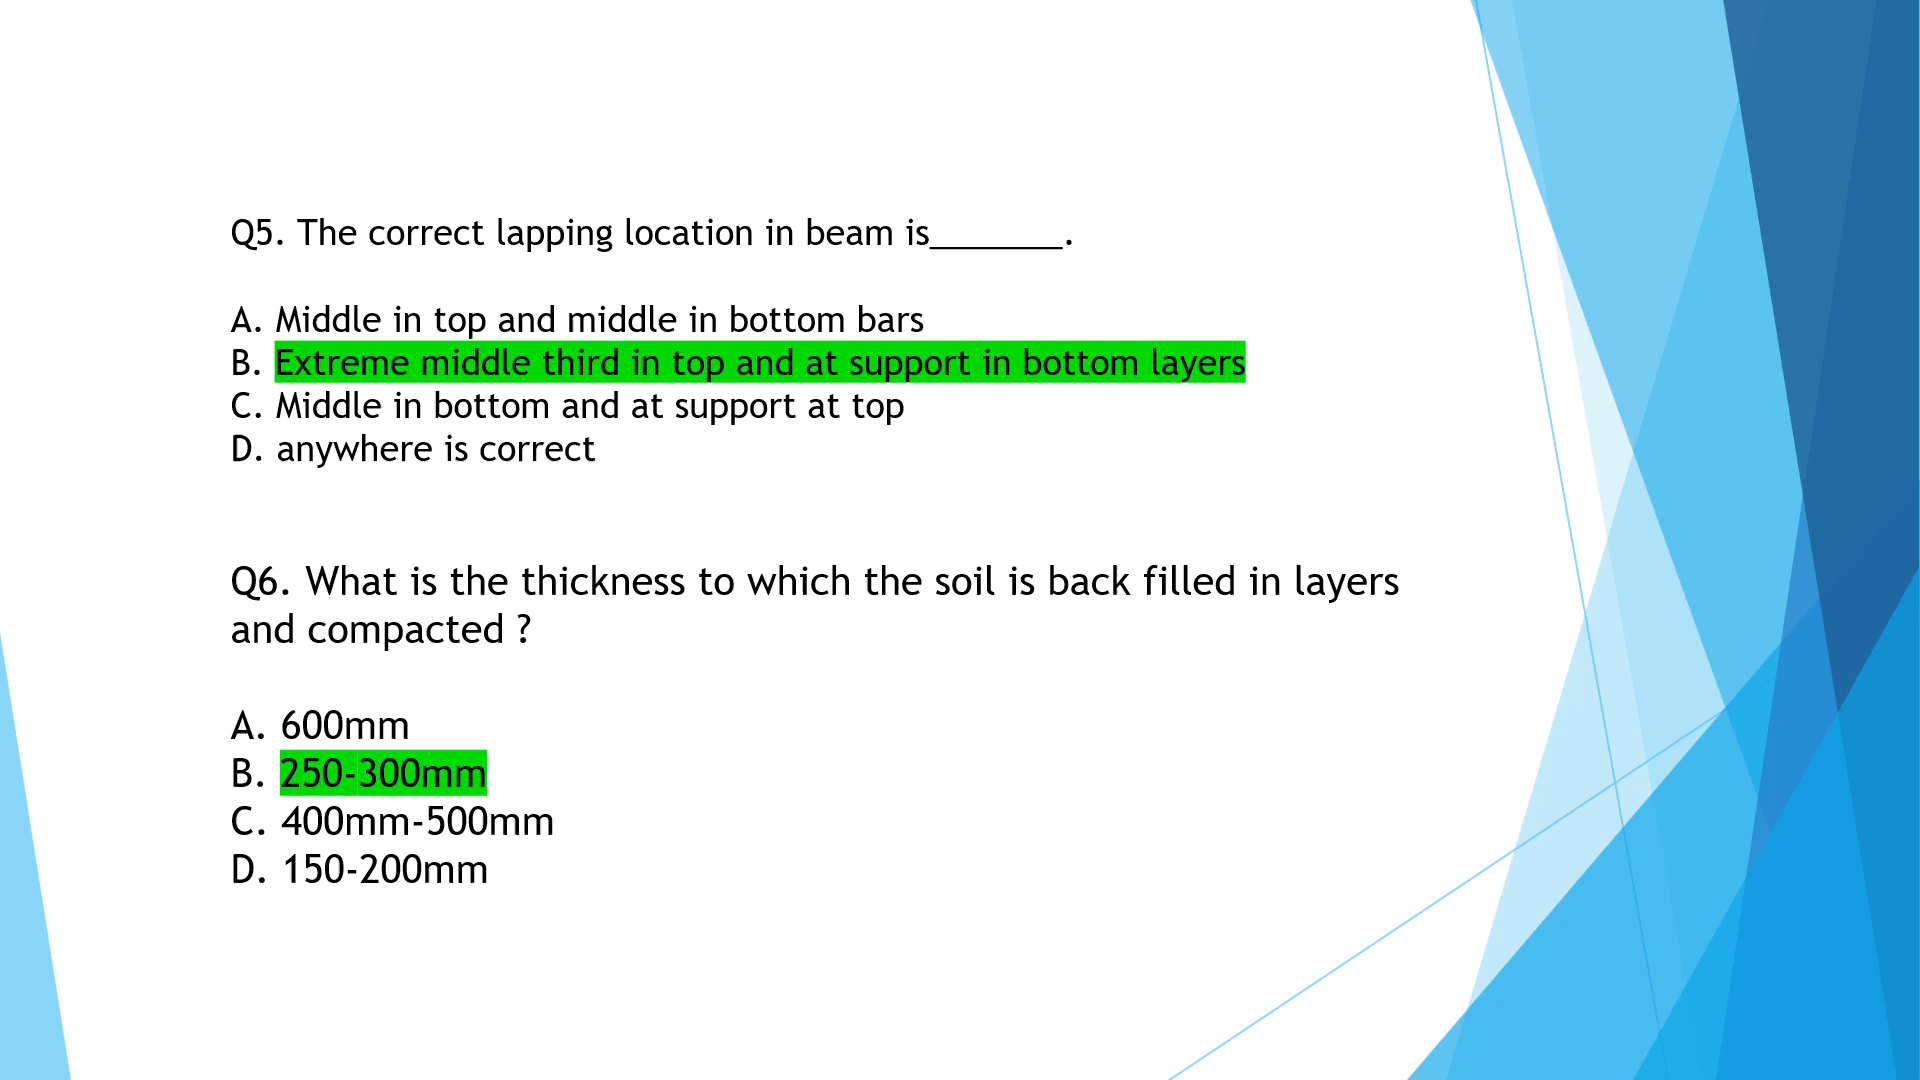 Q5. The correct lapping location in beam is_______.
A. Middle in top and middle in bottom bars
B. Extreme middle third in top and at support in bottom layers
C. Middle in bottom and at support at top
D. anywhere is correct
Q6. What is the thickness to which the soil is back filled in layers
and compacted ?
A. 600mm
B. 250-300mm
C. 400mm-500mm
D. 150-200mm